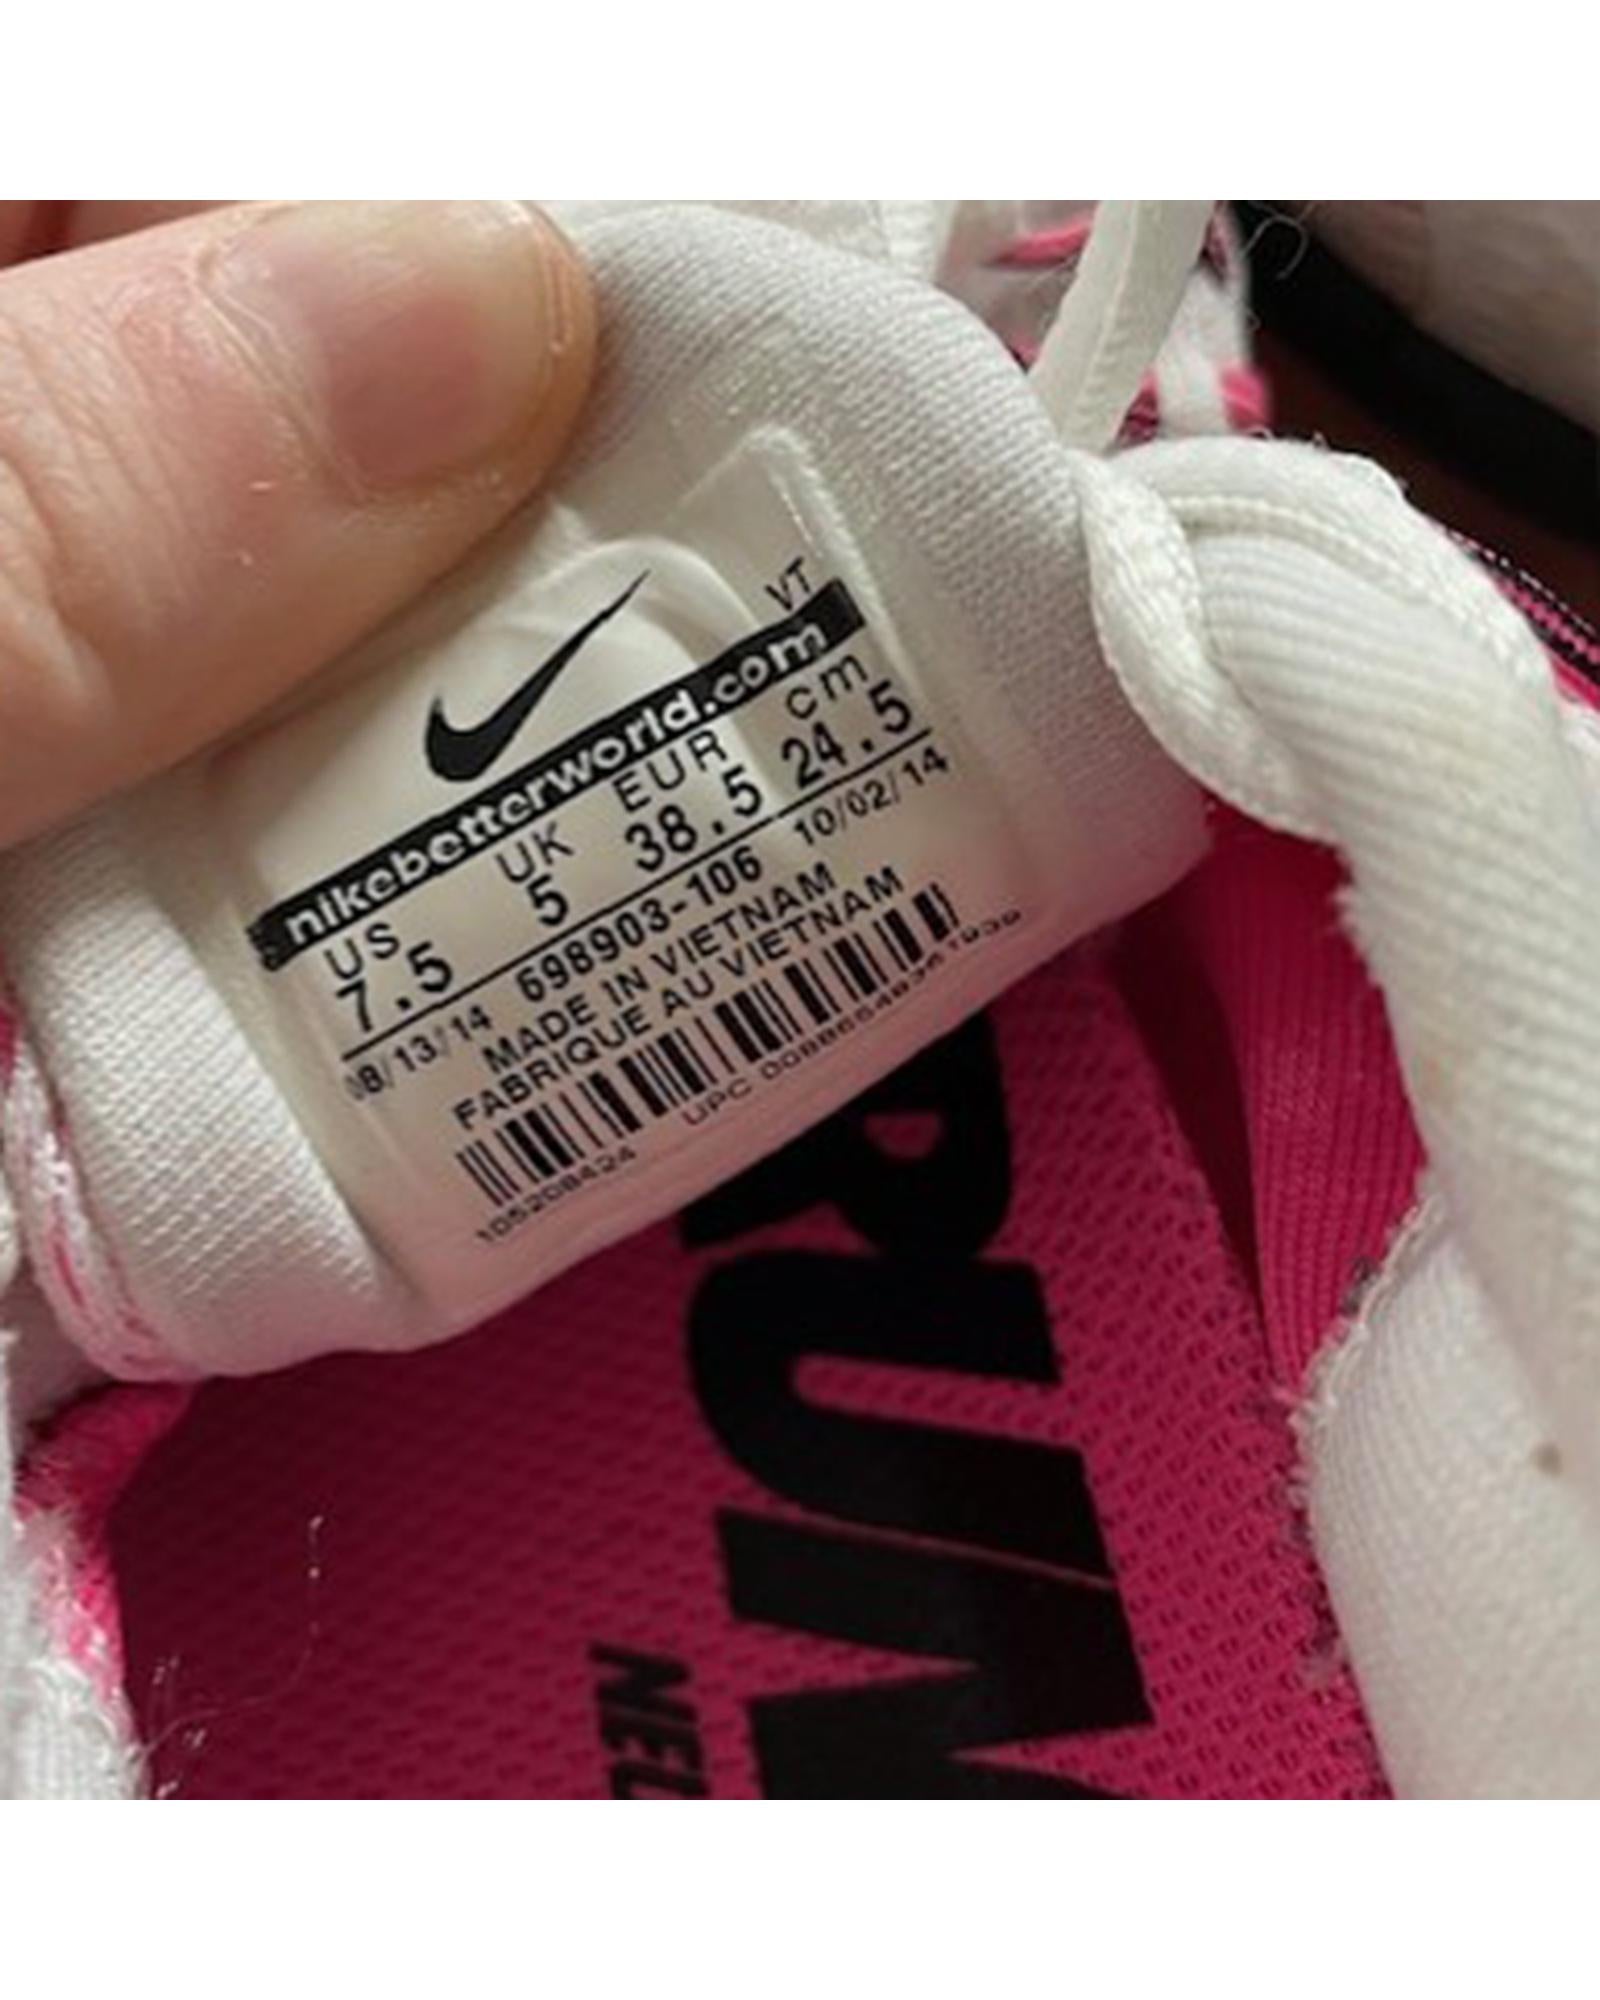 VT
nikebetterworld.com
US UK EUR cm
7.5 5 38.5 24.5
08/13/14 698903-106 10/02/14
MADE IN VIETNAM
FABRIQUE AU VIETNAM
UPC
105208424
RUN